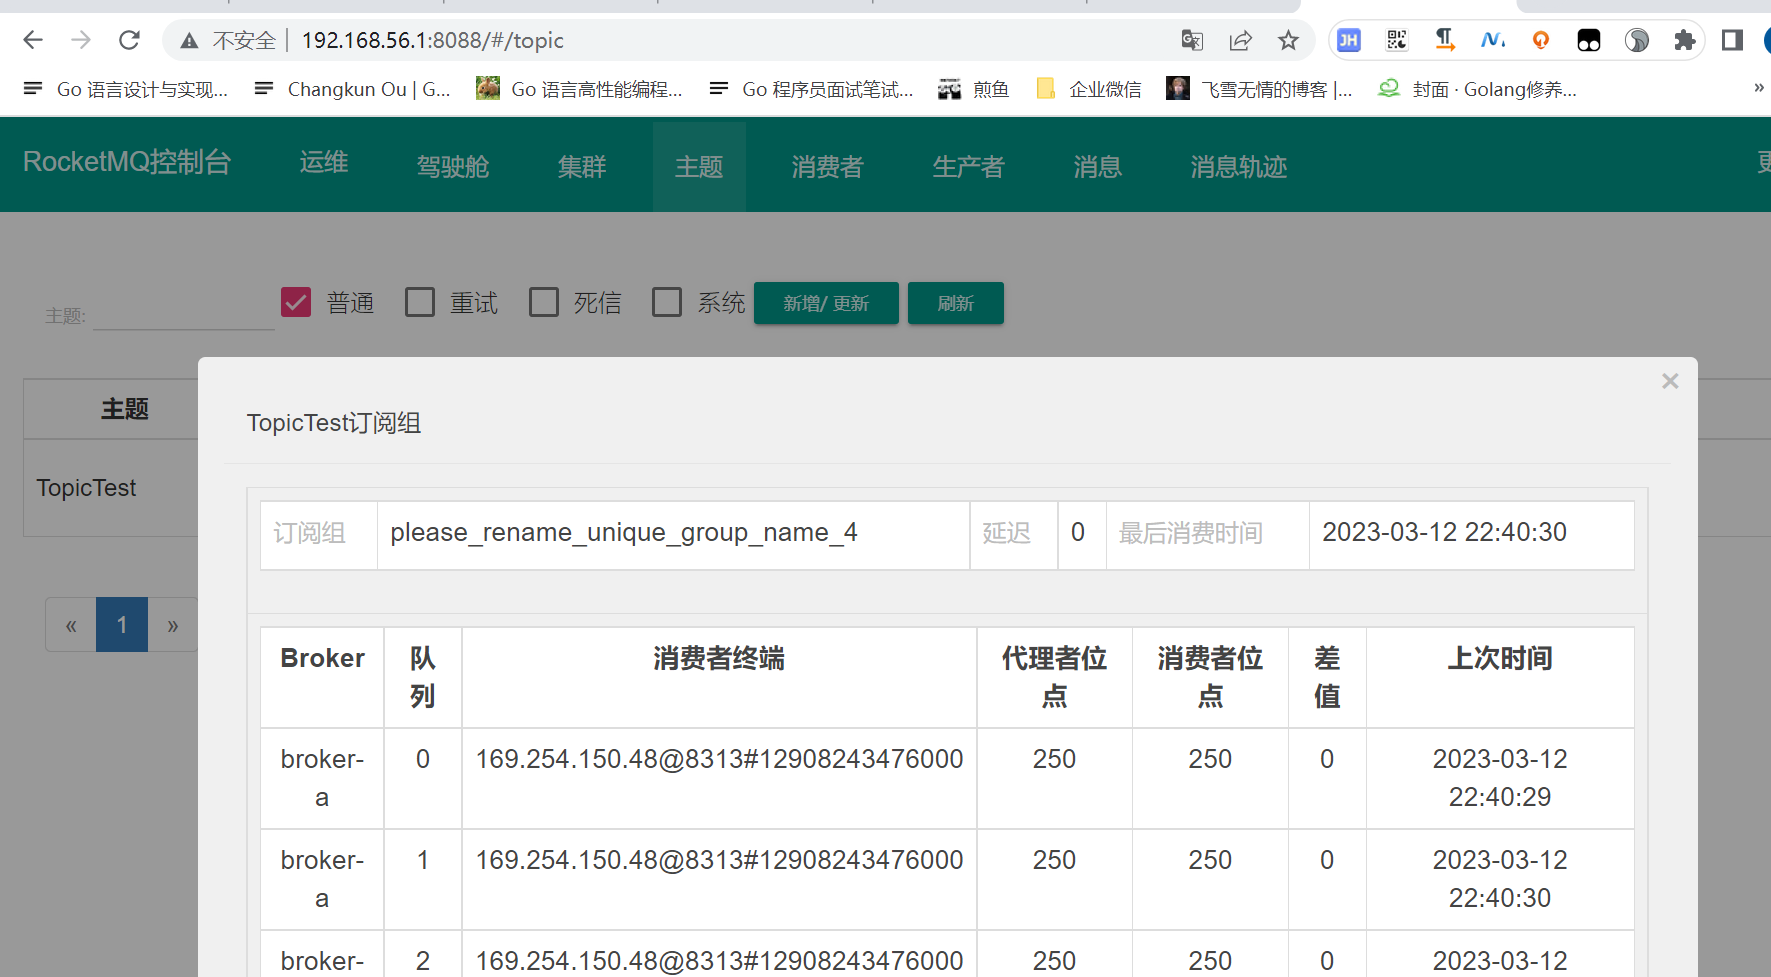 不安全 192.168.56.1:8088/#/topic
JH
Go 语言设计与实现... Changkun Ou | G... Go 语言高性能编程... Go 程序员面试笔试... 煎鱼 企业微信 飞雪无情的博客 |... 封面 · Golang修养... »
RocketMQ控制台 运维 驾驶舱 集群 主题 消费者 生产者 消息 消息轨迹 更
主题: 普通 重试 死信 系统 新增/ 更新 刷新
主题
TopicTest
« 1 »
×
TopicTest订阅组
订阅组 please_rename_unique_group_name_4 延迟 0 最后消费时间 2023-03-12 22:40:30
Broker 队列 消费者终端 代理者位点 消费者位点 差值 上次时间
broker-a 0 169.254.150.48@8313#12908243476000 250 250 0 2023-03-12 22:40:29
broker-a 1 169.254.150.48@8313#12908243476000 250 250 0 2023-03-12 22:40:30
broker- 2 169.254.150.48@8313#12908243476000 250 250 0 2023-03-12